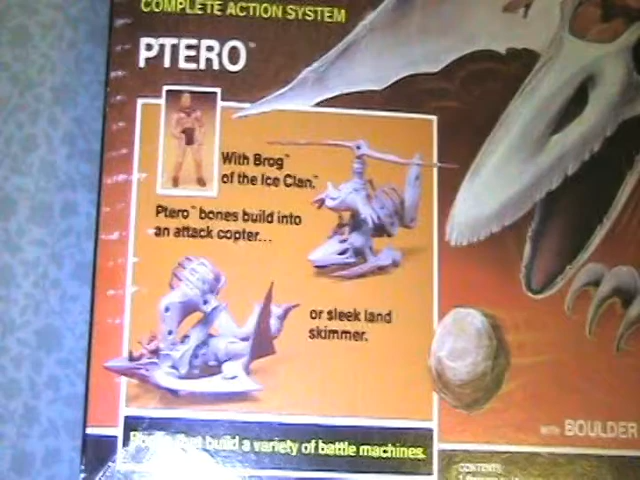 COMPLETE ACTION SYSTEM
PTERO™
With Brog™
of the Ice Clan.™
Ptero™ bones build into
an attack copter...
or sleek land
skimmer.
that build a variety of battle machines.
WITH BOULDER
CONTENTS